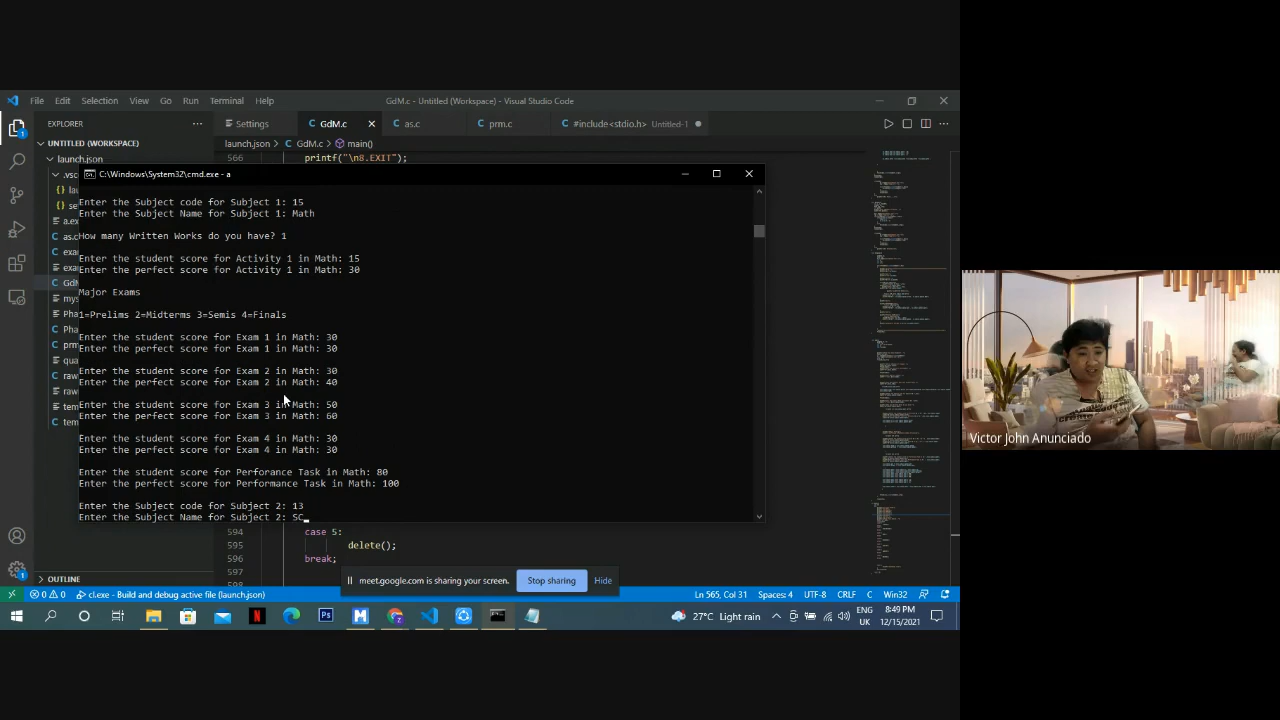 File Edit Selection View Go Run Terminal Help
GdM.c - Untitled (Workspace) - Visual Studio Code
EXPLORER
Settings
GdM.c
as.c
prm.c
#include<stdio.h> Untitled-1
UNTITLED (WORKSPACE)
launch.json > GdM.c > main()
launch.json
566 printf("\n8.EXIT");
C:\Windows\System32\cmd.exe - a
Enter the Subject Code for Subject 1: 15
Enter the Subject Name for Subject 1: Math
How many Written Works do you have? 1
Enter the student score for Activity 1 in Math: 15
Enter the perfect score for Activity 1 in Math: 30
Major Exams
Enter the student score for Exam 1 in Math: 30
Enter the perfect score for Exam 1 in Math: 30
Enter the student score for Exam 2 in Math: 30
Enter the perfect score for Exam 2 in Math: 40
Enter the student score for Exam 3 in Math: 50
Enter the perfect score for Exam 3 in Math: 60
Enter the student score for Exam 4 in Math: 30
Enter the perfect score for Exam 4 in Math: 30
Enter the student score for Perforance Task in Math: 80
Enter the perfect score for Performance Task in Math: 100
Enter the Subject code for Subject 2: 13
Enter the Subject Name for Subject 2: SC_
594 case 5:
595 delete();
596 break;
597
OUTLINE
meet.google.com is sharing your screen.
Stop sharing
Hide
0 0 cl.exe - Build and debug active file (launch.json)
Ln 565, Col 31 Spaces: 4 UTF-8 CRLF C Win32
27°C Light rain
ENG
UK
8:49 PM
12/15/2021
Victor John Anunciado